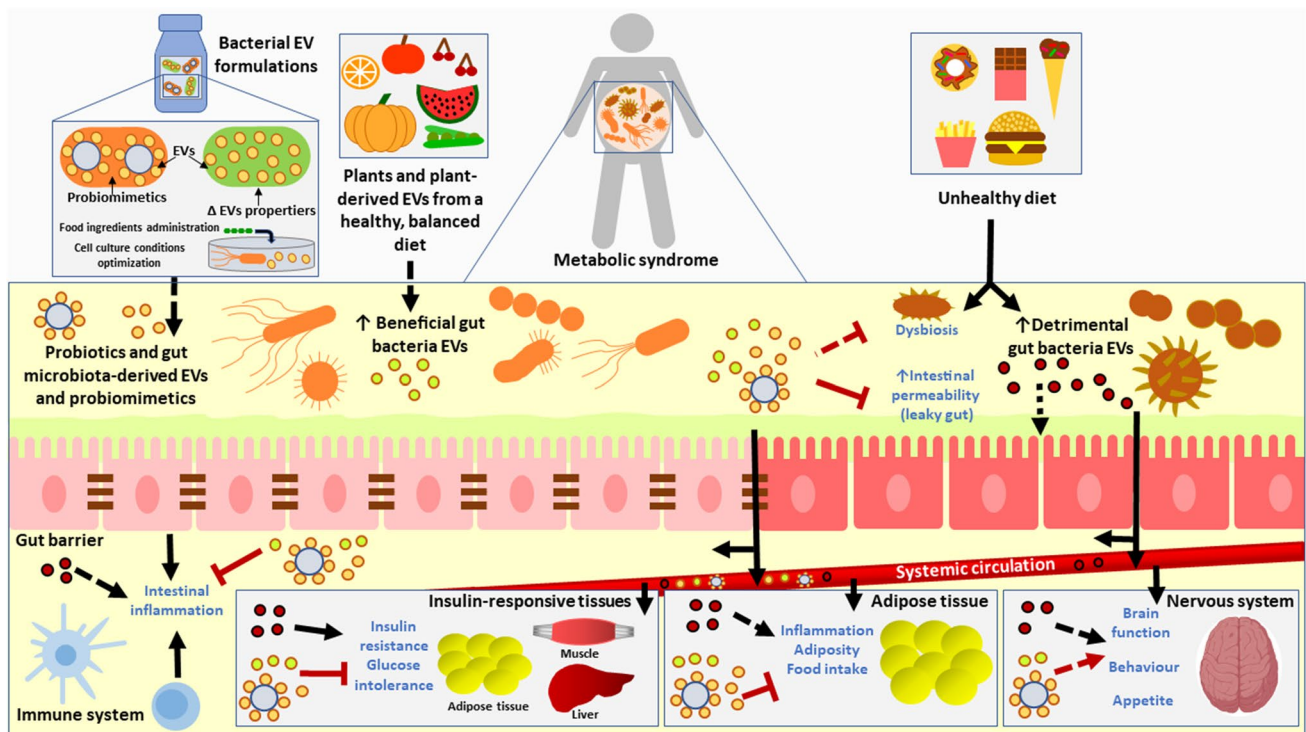 Bacterial EV
formulations
EVs
Probiomimetics
Δ EVs propertiers
Food ingredients administration
Cell culture conditions
optimization
Plants and plant-
derived EVs from a
healthy, balanced
diet
Metabolic syndrome
Unhealthy diet
Probiotics and gut
microbiota-derived EVs
and probiomimetics
↑ Beneficial gut
bacteria EVs
Dysbiosis
↑Intestinal
permeability
(leaky gut)
↑ Detrimental
gut bacteria EVs
Gut barrier
Intestinal
inflammation
Immune system
Systemic circulation
Insulin-responsive tissues
Insulin
resistance
Glucose
intolerance
Adipose tissue
Muscle
Liver
Adipose tissue
Inflammation
Adiposity
Food intake
Nervous system
Brain
function
Behaviour
Appetite